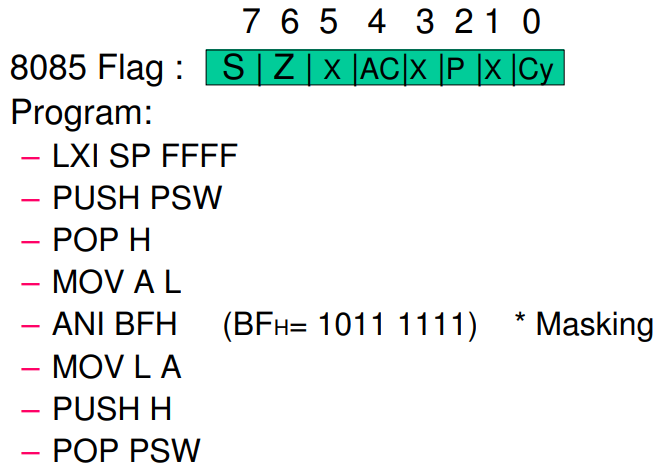 7 6 5 4 3 2 1 0
8085 Flag : S | Z | X |AC|X |P |X |Cy
Program:
– LXI SP FFFF
– PUSH PSW
– POP H
– MOV A L
– ANI BFH (BFH= 1011 1111) * Masking
– MOV L A
– PUSH H
– POP PSW